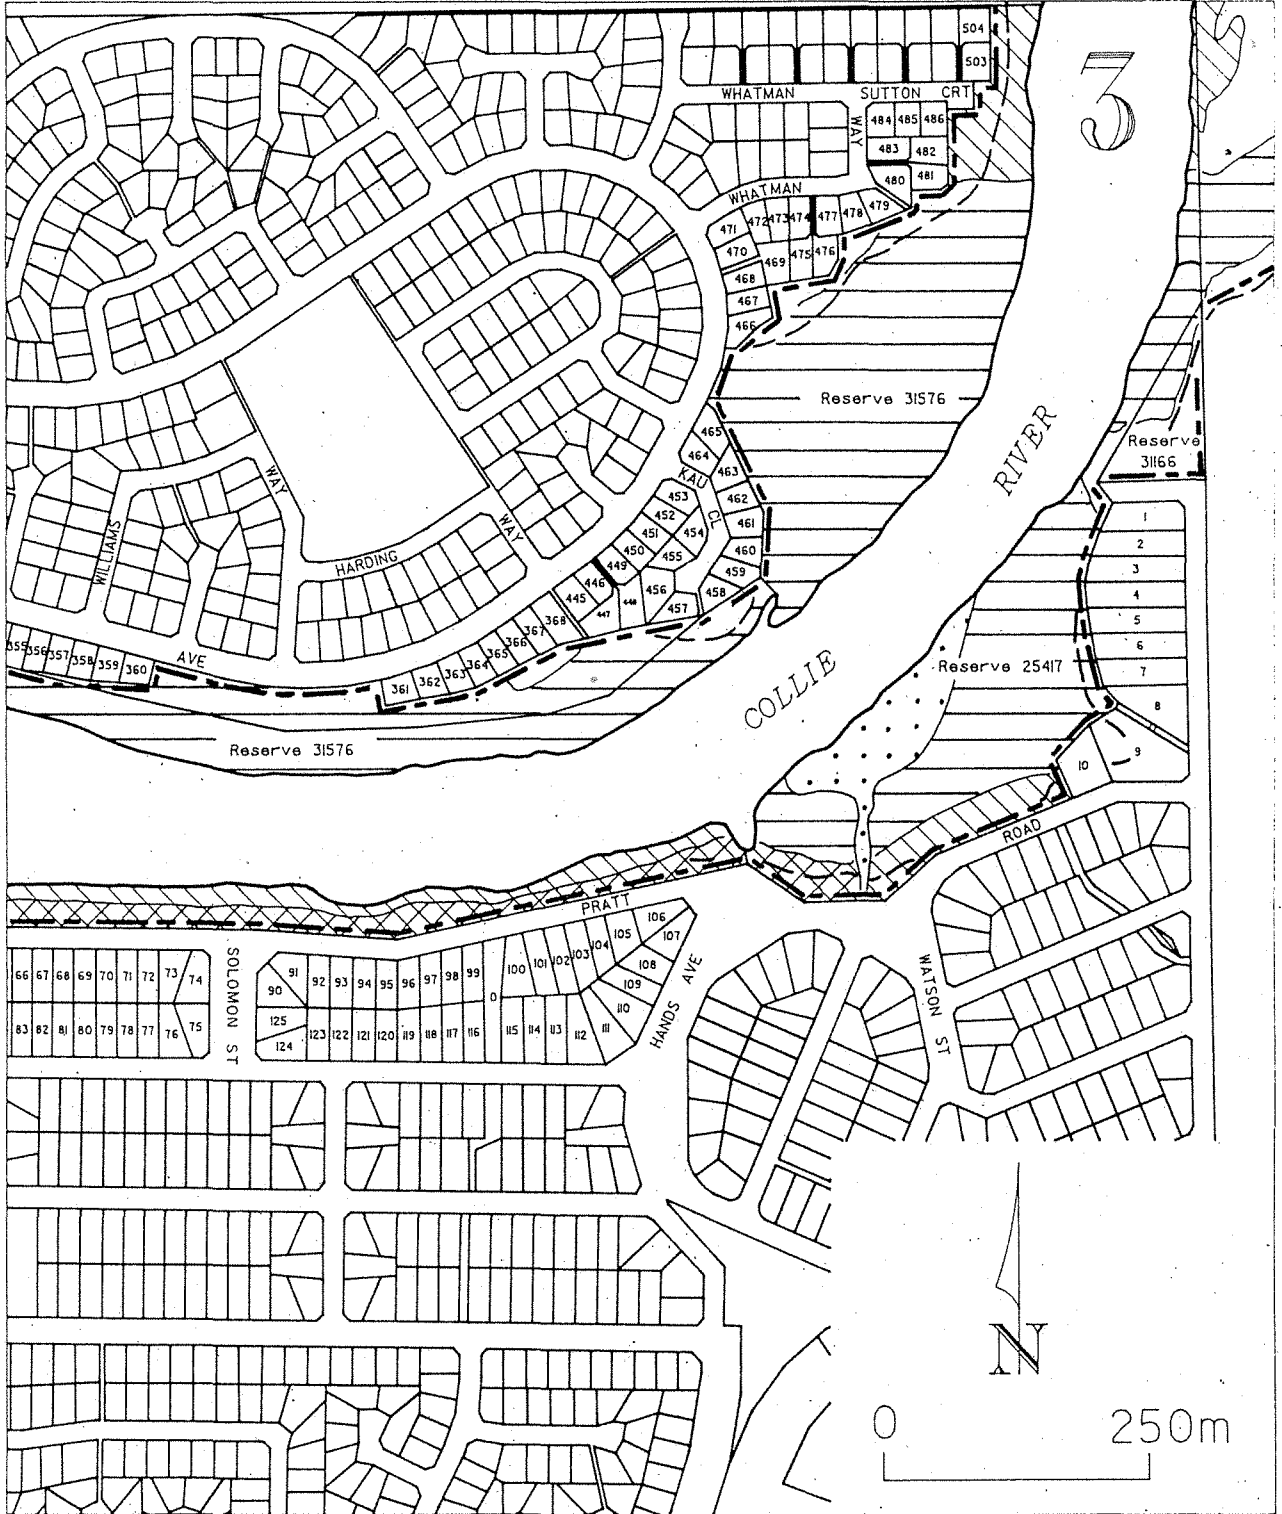 504
503
3
WHATMAN
SUTTON CRT
WAY
484 485 486
483 482
480 481
WHATMAN
471 472 473 474 477 478 479
470 469 475 476
468
467
466
Reserve 31576
RIVER
Reserve
31166
465
464 463
KAU
CL
453 462
452 461
451 454
450 455 460
449 459
446 456 458
445 447 448 457
WAY
WAY
HARDING
WILLIAMS
1
2
3
4
5
6
7
8
9
10
355 356 357 358 359 360
AVE
361 362 363 364 365 366 367 368
Reserve 25417
COLLIE
Reserve 31576
ROAD
PRATT
66 67 68 69 70 71 72 73 74
83 82 81 80 79 78 77 76 75
SOLOMON ST
91
90
125
124
92 93 94 95 96 97 98 99 100 101 102 103 104 105 106
107
108
109
110
0
123 122 121 120 119 118 117 116 115 114 113 112 111
HANDS AVE
WATSON ST
N
0 250m